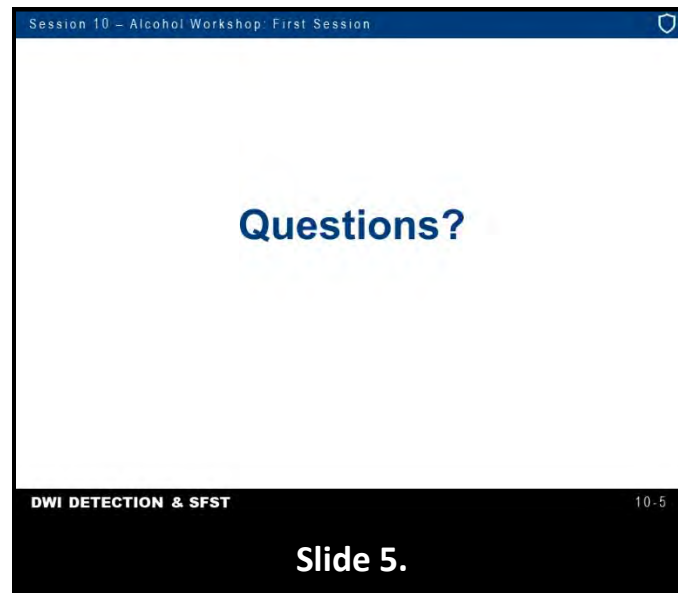 Session 10 – Alcohol Workshop: First Session
Questions?
DWI DETECTION & SFST
10-5
Slide 5.